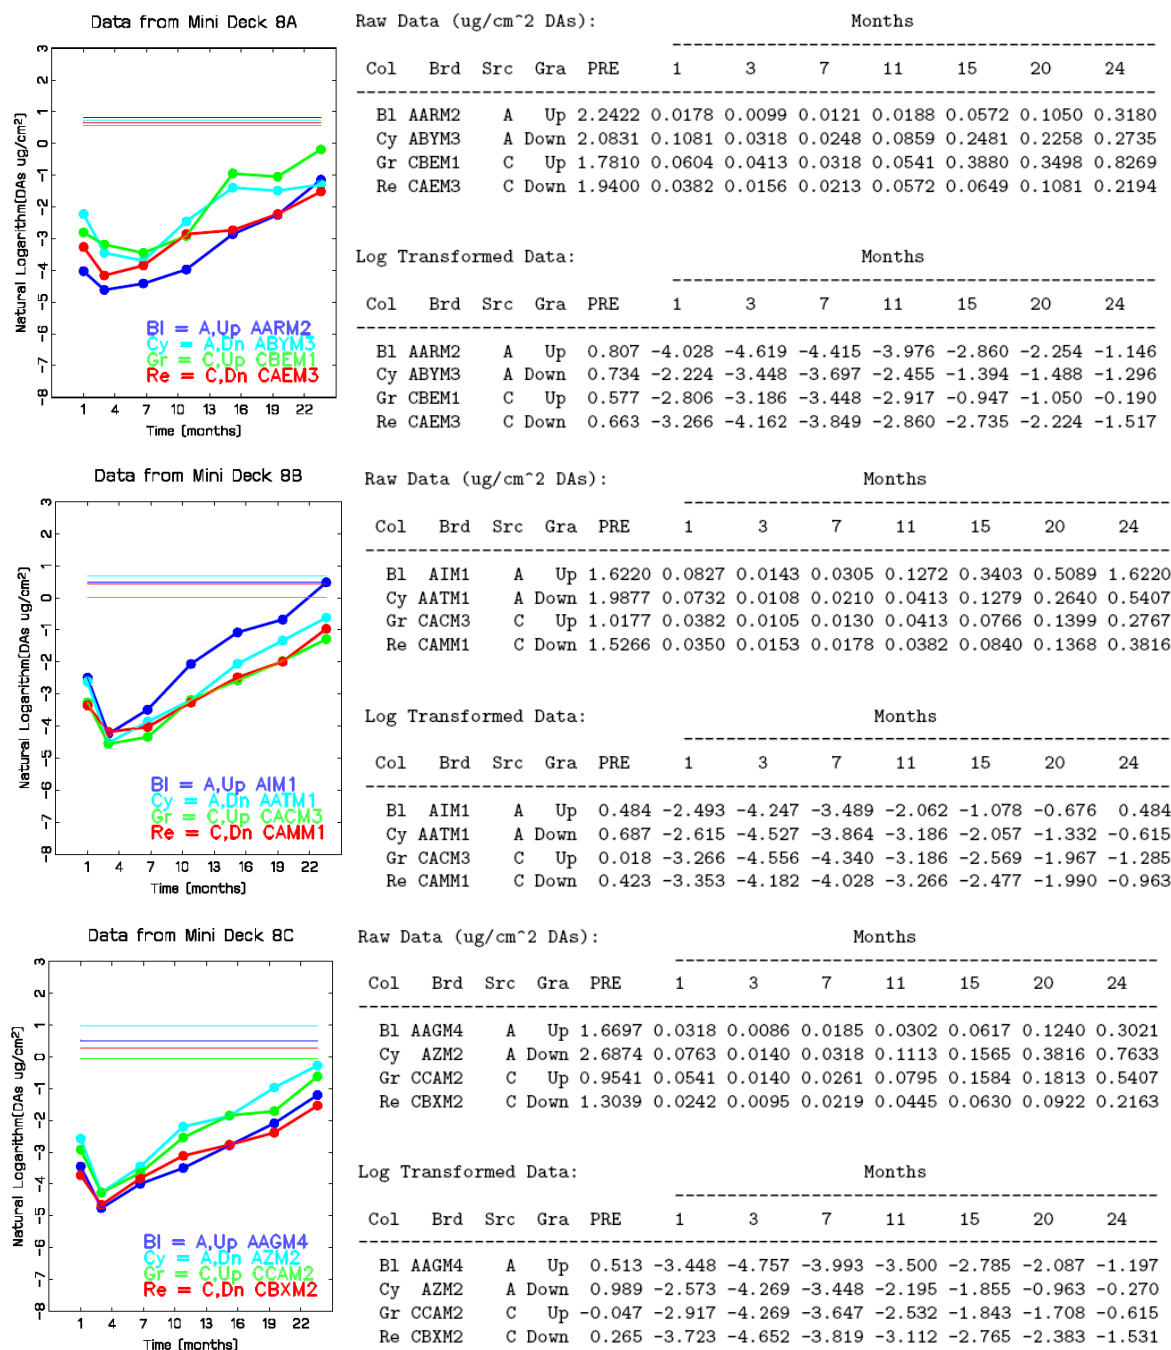 Data from Mini Deck 8A
3
2
1
0
-1
-2
-3
-4
-5
-6
-7
-8
Natural Logarithm(DAs ug/cm²)
Bl = A,Up AARM2
Cy = A,Dn ABYM3
Gr = C,Up CBEM1
Re = C,Dn CAEM3
1 4 7 10 13 16 19 22
Time (months)
Raw Data (ug/cm^2 DAs): Months
Col Brd Src Gra PRE 1 3 7 11 15 20 24
Bl AARM2 A Up 2.2422 0.0178 0.0099 0.0121 0.0188 0.0572 0.1050 0.3180
Cy ABYM3 A Down 2.0831 0.1081 0.0318 0.0248 0.0859 0.2481 0.2258 0.2735
Gr CBEM1 C Up 1.7810 0.0604 0.0413 0.0318 0.0541 0.3880 0.3498 0.8269
Re CAEM3 C Down 1.9400 0.0382 0.0156 0.0213 0.0572 0.0649 0.1081 0.2194
Log Transformed Data: Months
Col Brd Src Gra PRE 1 3 7 11 15 20 24
Bl AARM2 A Up 0.807 -4.028 -4.619 -4.415 -3.976 -2.860 -2.254 -1.146
Cy ABYM3 A Down 0.734 -2.224 -3.448 -3.697 -2.455 -1.394 -1.488 -1.296
Gr CBEM1 C Up 0.577 -2.806 -3.186 -3.448 -2.917 -0.947 -1.050 -0.190
Re CAEM3 C Down 0.663 -3.266 -4.162 -3.849 -2.860 -2.735 -2.224 -1.517
Data from Mini Deck 8B
3
2
1
0
-1
-2
-3
-4
-5
-6
-7
-8
Natural Logarithm(DAs ug/cm²)
Bl = A,Up AIM1
Cy = A,Dn AATM1
Gr = C,Up CACM3
Re = C,Dn CAMM1
1 4 7 10 13 16 19 22
Time (months)
Raw Data (ug/cm^2 DAs): Months
Col Brd Src Gra PRE 1 3 7 11 15 20 24
Bl AIM1 A Up 1.6220 0.0827 0.0143 0.0305 0.1272 0.3403 0.5089 1.6220
Cy AATM1 A Down 1.9877 0.0732 0.0108 0.0210 0.0413 0.1279 0.2640 0.5407
Gr CACM3 C Up 1.0177 0.0382 0.0105 0.0130 0.0413 0.0766 0.1399 0.2767
Re CAMM1 C Down 1.5266 0.0350 0.0153 0.0178 0.0382 0.0840 0.1368 0.3816
Log Transformed Data: Months
Col Brd Src Gra PRE 1 3 7 11 15 20 24
Bl AIM1 A Up 0.484 -2.493 -4.247 -3.489 -2.062 -1.078 -0.676 0.484
Cy AATM1 A Down 0.687 -2.615 -4.527 -3.864 -3.186 -2.057 -1.332 -0.615
Gr CACM3 C Up 0.018 -3.266 -4.556 -4.340 -3.186 -2.569 -1.967 -1.285
Re CAMM1 C Down 0.423 -3.353 -4.182 -4.028 -3.266 -2.477 -1.990 -0.963
Data from Mini Deck 8C
3
2
1
0
-1
-2
-3
-4
-5
-6
-7
-8
Natural Logarithm(DAs ug/cm²)
Bl = A,Up AAGM4
Cy = A,Dn AZM2
Gr = C,Up CCAM2
Re = C,Dn CBXM2
1 4 7 10 13 16 19 22
Time (months)
Raw Data (ug/cm^2 DAs): Months
Col Brd Src Gra PRE 1 3 7 11 15 20 24
Bl AAGM4 A Up 1.6697 0.0318 0.0086 0.0185 0.0302 0.0617 0.1240 0.3021
Cy AZM2 A Down 2.6874 0.0763 0.0140 0.0318 0.1113 0.1565 0.3816 0.7633
Gr CCAM2 C Up 0.9541 0.0541 0.0140 0.0261 0.0795 0.1584 0.1813 0.5407
Re CBXM2 C Down 1.3039 0.0242 0.0095 0.0219 0.0445 0.0630 0.0922 0.2163
Log Transformed Data: Months
Col Brd Src Gra PRE 1 3 7 11 15 20 24
Bl AAGM4 A Up 0.513 -3.448 -4.757 -3.993 -3.500 -2.785 -2.087 -1.197
Cy AZM2 A Down 0.989 -2.573 -4.269 -3.448 -2.195 -1.855 -0.963 -0.270
Gr CCAM2 C Up -0.047 -2.917 -4.269 -3.647 -2.532 -1.843 -1.708 -0.615
Re CBXM2 C Down 0.265 -3.723 -4.652 -3.819 -3.112 -2.765 -2.383 -1.531